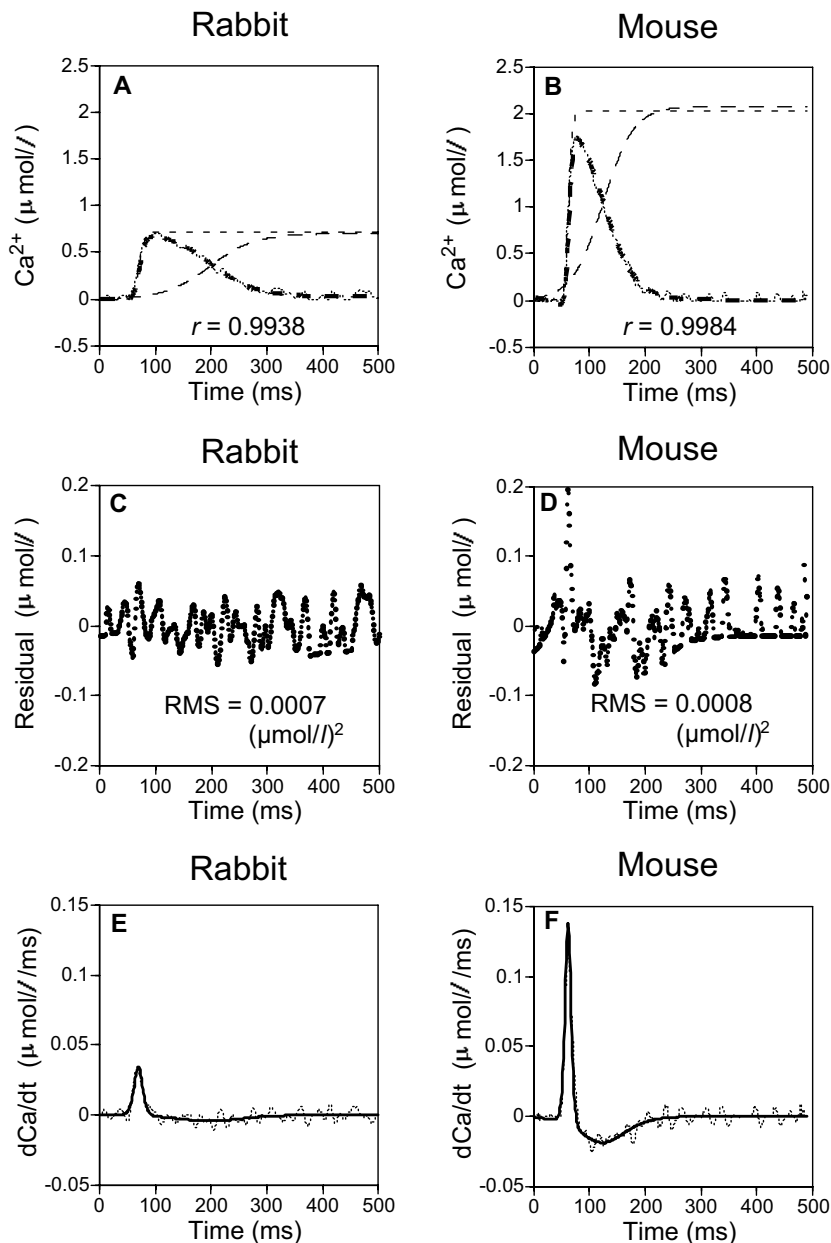 Rabbit
Mouse
A
2.5
2
1.5
1
0.5
0
-0.5
Ca2+ (μ mol/l)
r = 0.9938
0 100 200 300 400 500
Time (ms)
B
2.5
2
1.5
1
0.5
0
-0.5
Ca2+ (μ mol/l)
r = 0.9984
0 100 200 300 400 500
Time (ms)
Rabbit
Mouse
C
0.2
0.1
0
-0.1
-0.2
Residual (μ mol/l)
RMS = 0.0007
(μmol/l)2
0 100 200 300 400 500
Time (ms)
D
0.2
0.1
0
-0.1
-0.2
Residual (μ mol/l)
RMS = 0.0008
(μmol/l)2
0 100 200 300 400 500
Time (ms)
Rabbit
Mouse
E
0.15
0.1
0.05
0
-0.05
dCa/dt (μ mol/l/ms)
0 100 200 300 400 500
Time (ms)
F
0.15
0.1
0.05
0
-0.05
dCa/dt (μ mol/l/ms)
0 100 200 300 400 500
Time (ms)